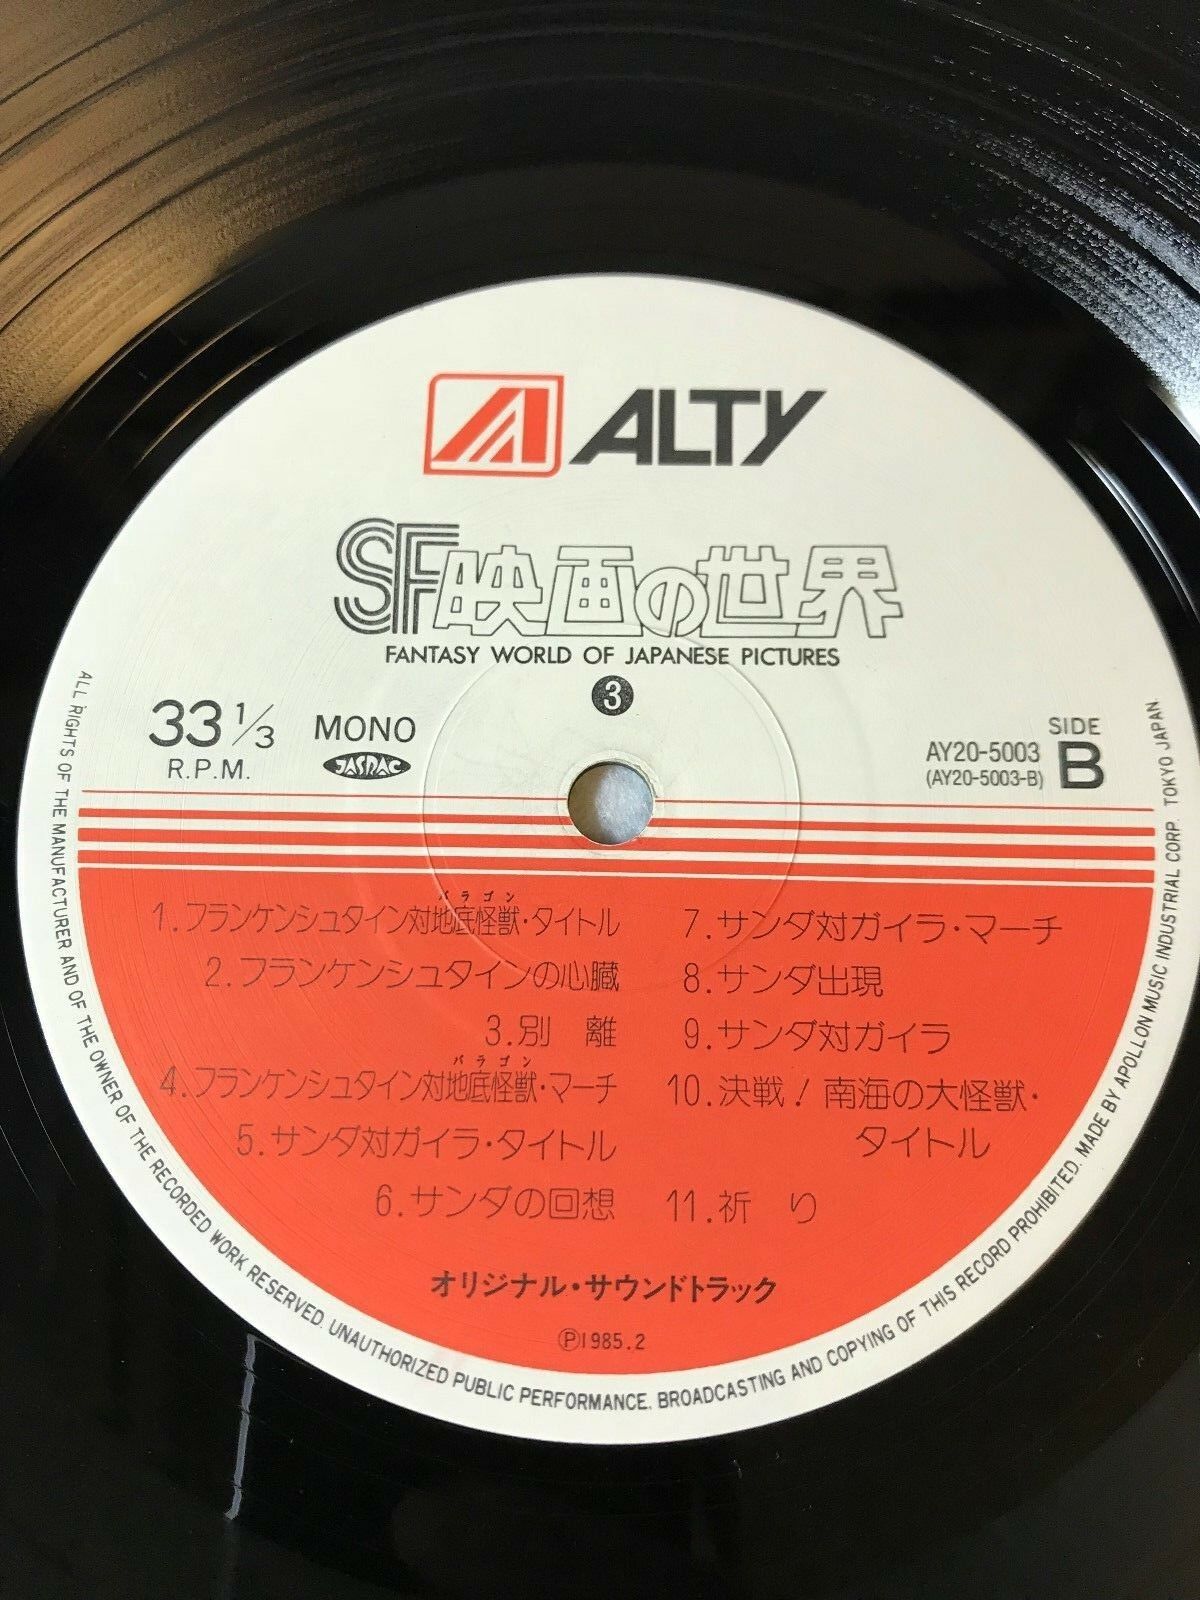 ALTY
SF映画の世界
FANTASY WORLD OF JAPANESE PICTURES
3
33 1/3
R.P.M.
MONO
JASRAC
AY20-5003
(AY20-5003-B)
SIDE
B
バラゴン
1.フランケンシュタイン対地底怪獣・タイトル
2.フランケンシュタインの心臓
3.別 離
バラゴン
4.フランケンシュタイン対地底怪獣・マーチ
5.サンダ対ガイラ・タイトル
6.サンダの回想
7.サンダ対ガイラ・マーチ
8.サンダ出現
9.サンダ対ガイラ
10.決戦！南海の大怪獣・
タイトル
11.祈 り
オリジナル・サウンドトラック
Ⓟ1985.2
ALL RIGHTS OF THE MANUFACTURER AND OF THE OWNER OF THE RECORDED WORK RESERVED. UNAUTHORIZED PUBLIC PERFORMANCE. BROADCASTING AND COPYING OF THIS RECORD PROHIBITED. MADE BY APOLLON MUSIC INDUSTRIAL CORP. TOKYO JAPAN.